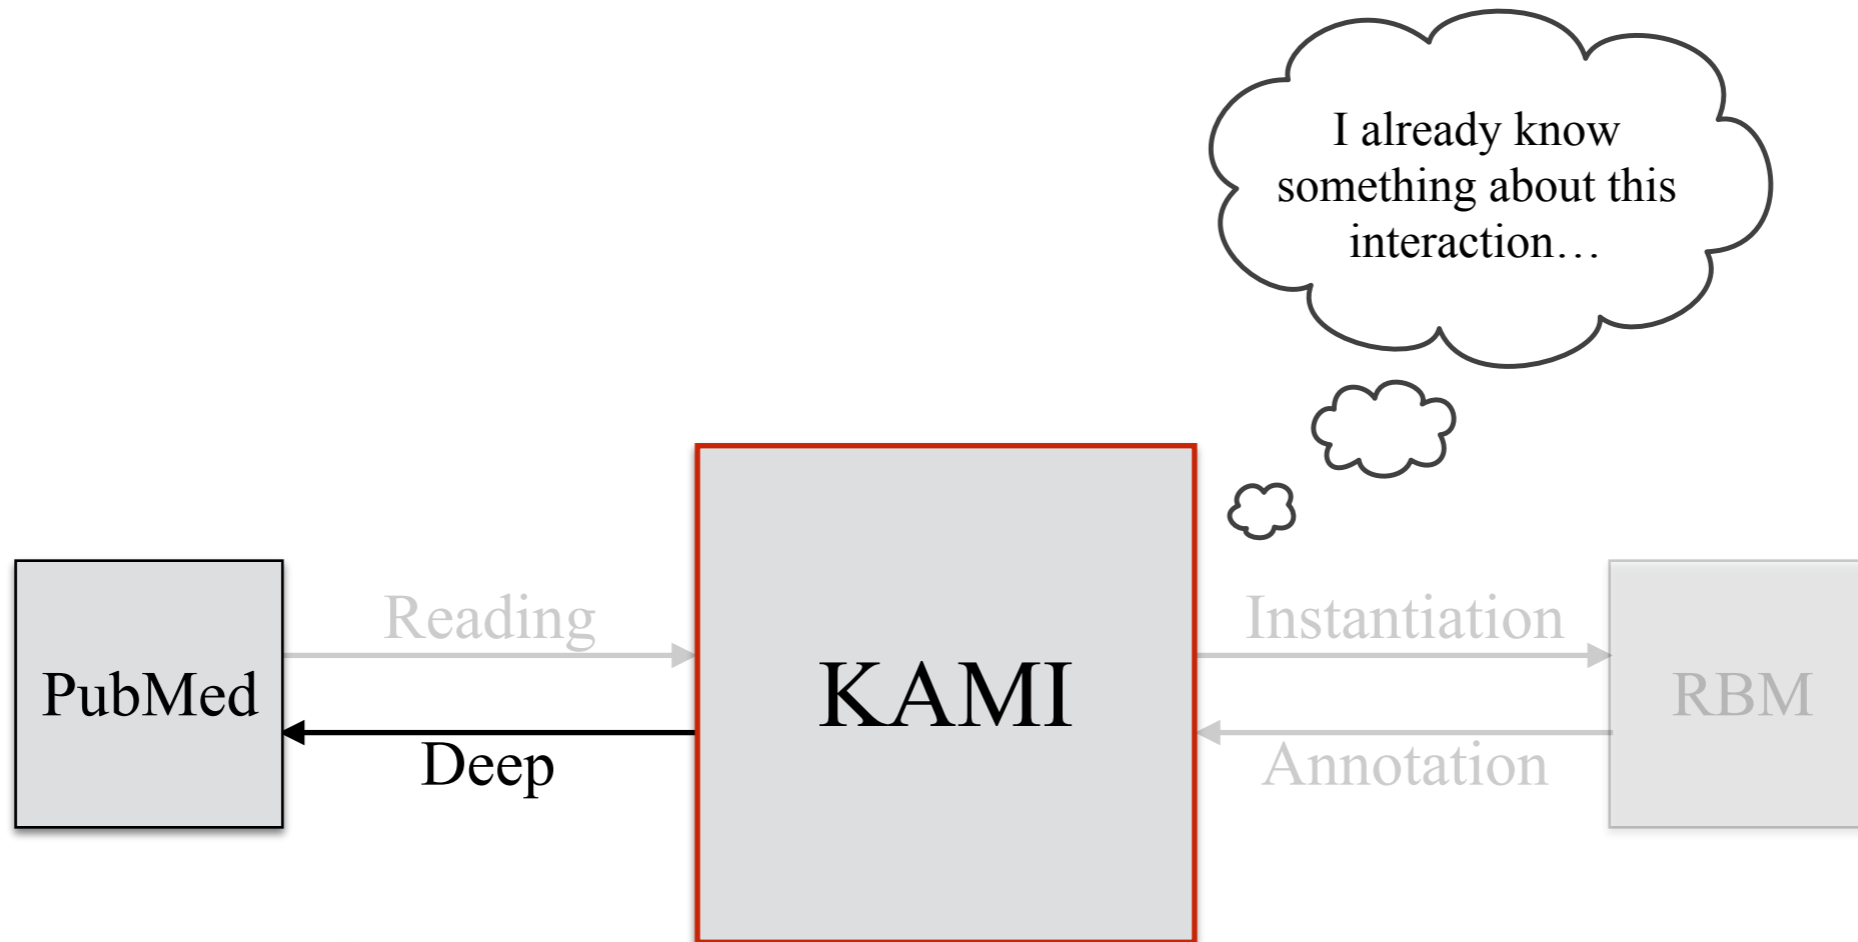 I already know
something about this
interaction…
Reading
Instantiation
PubMed
KAMI
RBM
Deep
Annotation